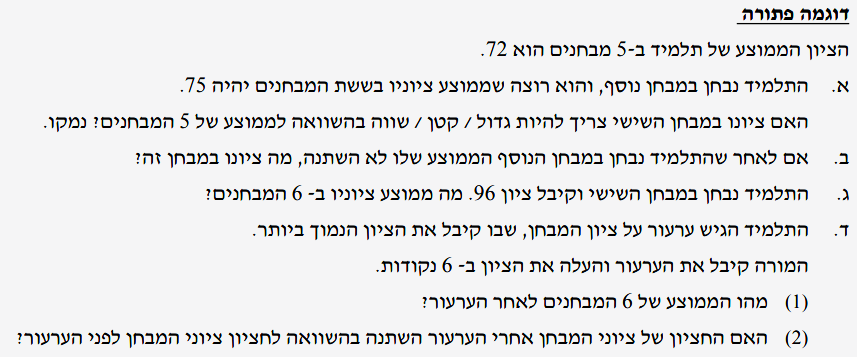 דוגמה פתורה
הציון הממוצע של תלמיד ב-5 מבחנים הוא 72.
א. התלמיד נבחן במבחן נוסף, והוא רוצה שממוצע ציוניו בששת המבחנים יהיה 75.
האם ציונו במבחן השישי צריך להיות גדול / קטן / שווה בהשוואה לממוצע של 5 המבחנים? נמקו.
ב. אם לאחר שהתלמיד נבחן במבחן הנוסף הממוצע שלו לא השתנה, מה ציונו במבחן זה?
ג. התלמיד נבחן במבחן השישי וקיבל ציון 96. מה ממוצע ציוניו ב- 6 המבחנים?
ד. התלמיד הגיש ערעור על ציון המבחן, שבו קיבל את הציון הנמוך ביותר.
המורה קיבל את הערעור והעלה את הציון ב- 6 נקודות.
(1) מהו הממוצע של 6 המבחנים לאחר הערעור?
(2) האם החציון של ציוני המבחן אחרי הערעור השתנה בהשוואה לחציון ציוני המבחן לפני הערעור?